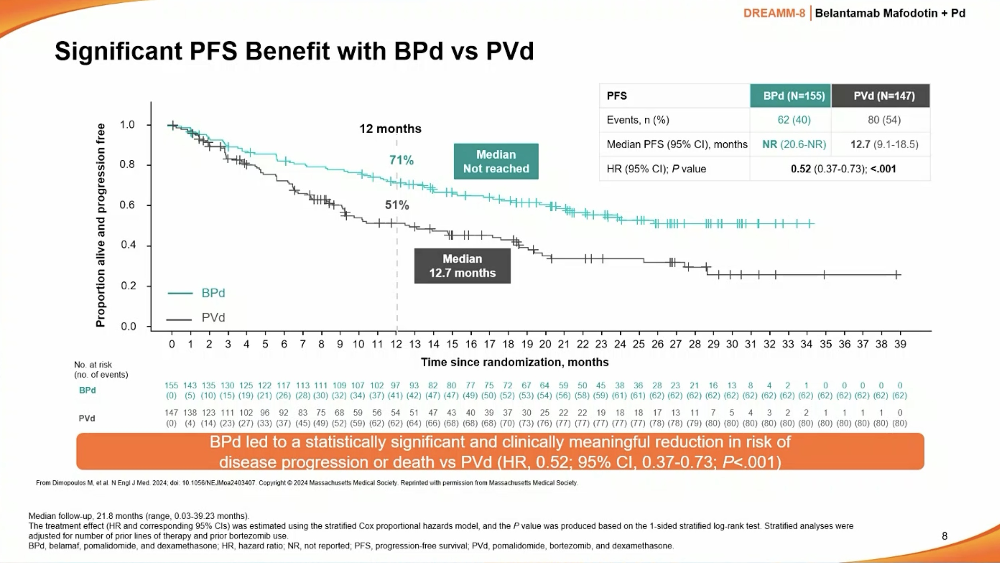 DREAMM-8 | Belantamab Mafodotin + Pd
Significant PFS Benefit with BPd vs PVd
PFS BPd (N=155) PVd (N=147)
Events, n (%) 62 (40) 80 (54)
Median PFS (95% CI), months NR (20.6-NR) 12.7 (9.1-18.5)
HR (95% CI); P value 0.52 (0.37-0.73); <.001
Proportion alive and progression free
1.0
0.8
0.6
0.4
0.2
0.0
12 months
71%
51%
Median
Not reached
Median
12.7 months
BPd
PVd
0 1 2 3 4 5 6 7 8 9 10 11 12 13 14 15 16 17 18 19 20 21 22 23 24 25 26 27 28 29 30 31 32 33 34 35 36 37 38 39
Time since randomization, months
No. at risk
(no. of events)
BPd
155 143 135 130 125 122 117 113 111 109 107 102 97 93 82 80 77 75 72 67 64 59 50 45 38 36 28 23 21 16 13 8 4 2 1 0 0 0 0 0
(0) (5) (10) (15) (19) (21) (26) (28) (30) (32) (34) (37) (41) (42) (47) (47) (49) (50) (52) (53) (54) (56) (58) (59) (61) (61) (62) (62) (62) (62) (62) (62) (62) (62) (62) (62) (62) (62) (62) (62)
PVd
147 138 123 111 102 96 92 83 75 68 59 56 54 51 47 43 40 39 37 30 25 22 22 19 18 18 17 13 11 7 5 4 3 2 2 1 1 1 1 0
(0) (4) (14) (23) (27) (33) (37) (45) (49) (52) (59) (62) (62) (64) (66) (68) (68) (68) (70) (73) (76) (77) (77) (77) (77) (77) (78) (78) (79) (80) (80) (80) (80) (80) (80) (80) (80) (80) (80) (80)
BPd led to a statistically significant and clinically meaningful reduction in risk of
disease progression or death vs PVd (HR, 0.52; 95% CI, 0.37-0.73; P<.001)
From Dimopoulos M, et al. N Engl J Med. 2024; doi: 10.1056/NEJMoa2403407. Copyright © 2024 Massachusetts Medical Society. Reprinted with permission from Massachusetts Medical Society.
Median follow-up, 21.8 months (range, 0.03-39.23 months).
The treatment effect (HR and corresponding 95% CIs) was estimated using the stratified Cox proportional hazards model, and the P value was produced based on the 1-sided stratified log-rank test. Stratified analyses were
adjusted for number of prior lines of therapy and prior bortezomib use.
BPd, belamaf, pomalidomide, and dexamethasone; HR, hazard ratio; NR, not reported; PFS, progression-free survival; PVd, pomalidomide, bortezomib, and dexamethasone.
8